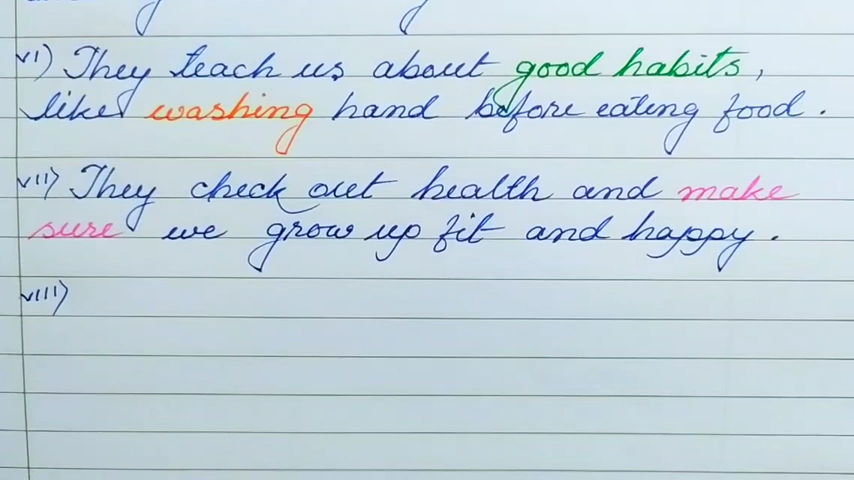 vi) They teach us about good habits,
like washing hand before eating food.
vii) They check out health and make
sure we grow up fit and happy.
viii)